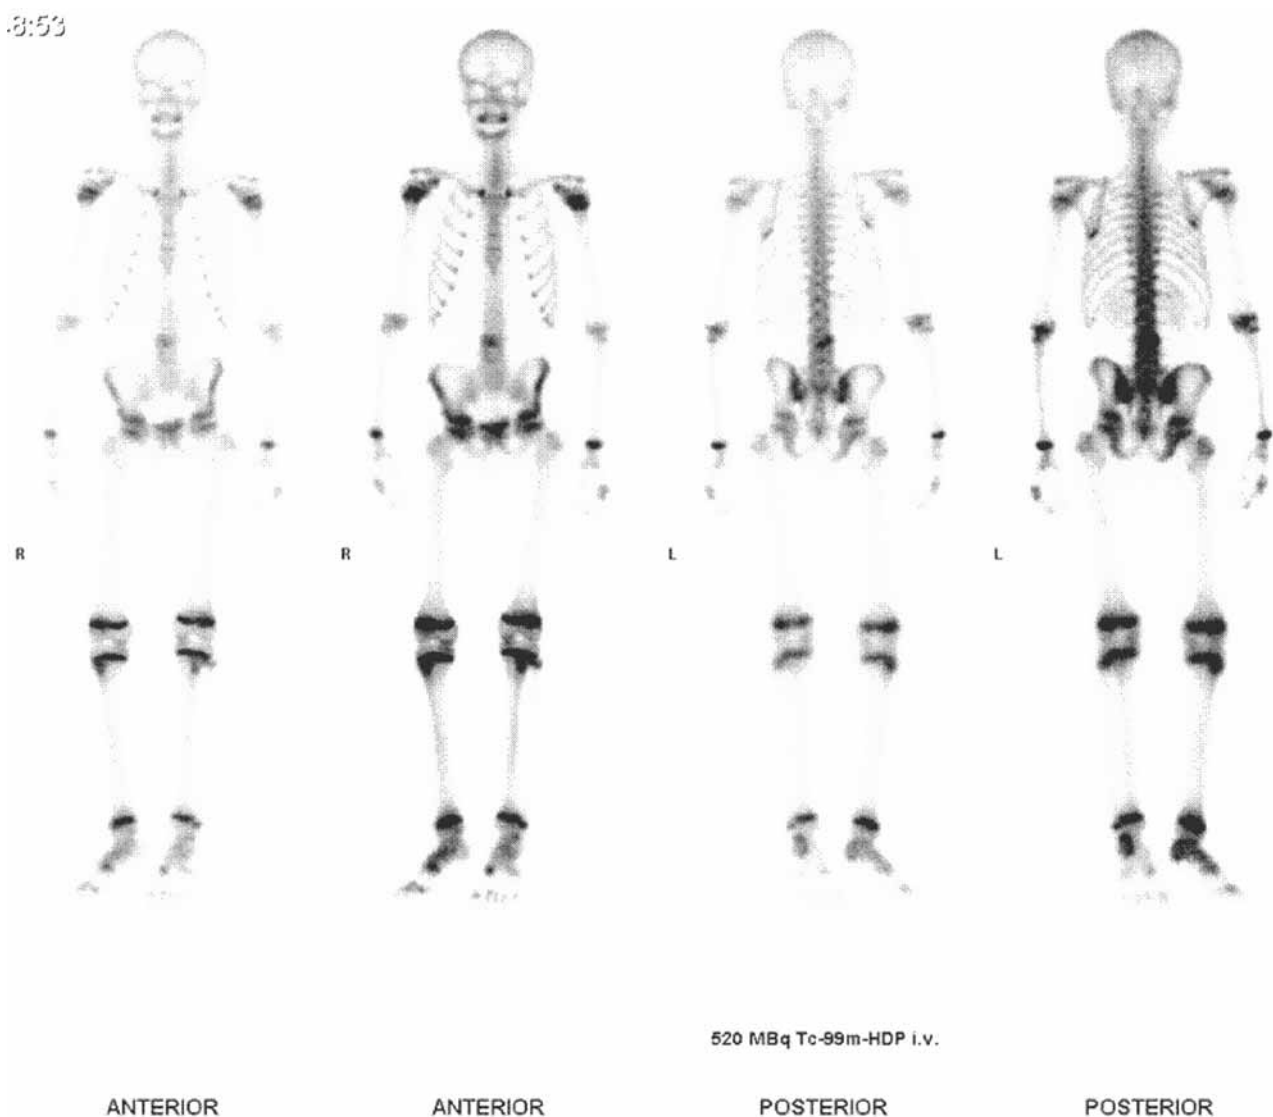 8:53
R
R
L
L
520 MBq Tc-99m-HDP i.v.
ANTERIOR
ANTERIOR
POSTERIOR
POSTERIOR